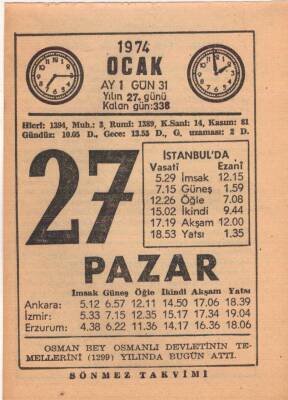 1974
OCAK
AY 1 GÜN 31
Yılın 27. günü
Kalan gün: 338
Hicrî: 1394, Muh.: 3, Rumî: 1389, K.Sani: 14, Kasım: 81
Gündüz: 10.05 D., Gece: 13.55 D., G. uzaması: 2 D.
27
İSTANBUL'DA
Vasatî Ezanî
5.29 İmsak 12.15
7.15 Güneş 1.59
12.26 Öğle 7.08
15.02 İkindi 9.44
17.19 Akşam 12.00
18.53 Yatsı 1.35
PAZAR
Imsak Güneş Öğle Ikindi Akşam Yatsı
Ankara: 5.12 6.57 12.11 14.50 17.06 18.39
İzmir: 5.33 7.15 12.35 15.17 17.34 19.04
Erzurum: 4.38 6.22 11.36 14.17 16.36 18.06
OSMAN BEY OSMANLI DEVLETİNİN TE-
MELLERİNİ (1299) YILINDA BUGÜN ATTI.
SÖNMEZ TAKVİMİ